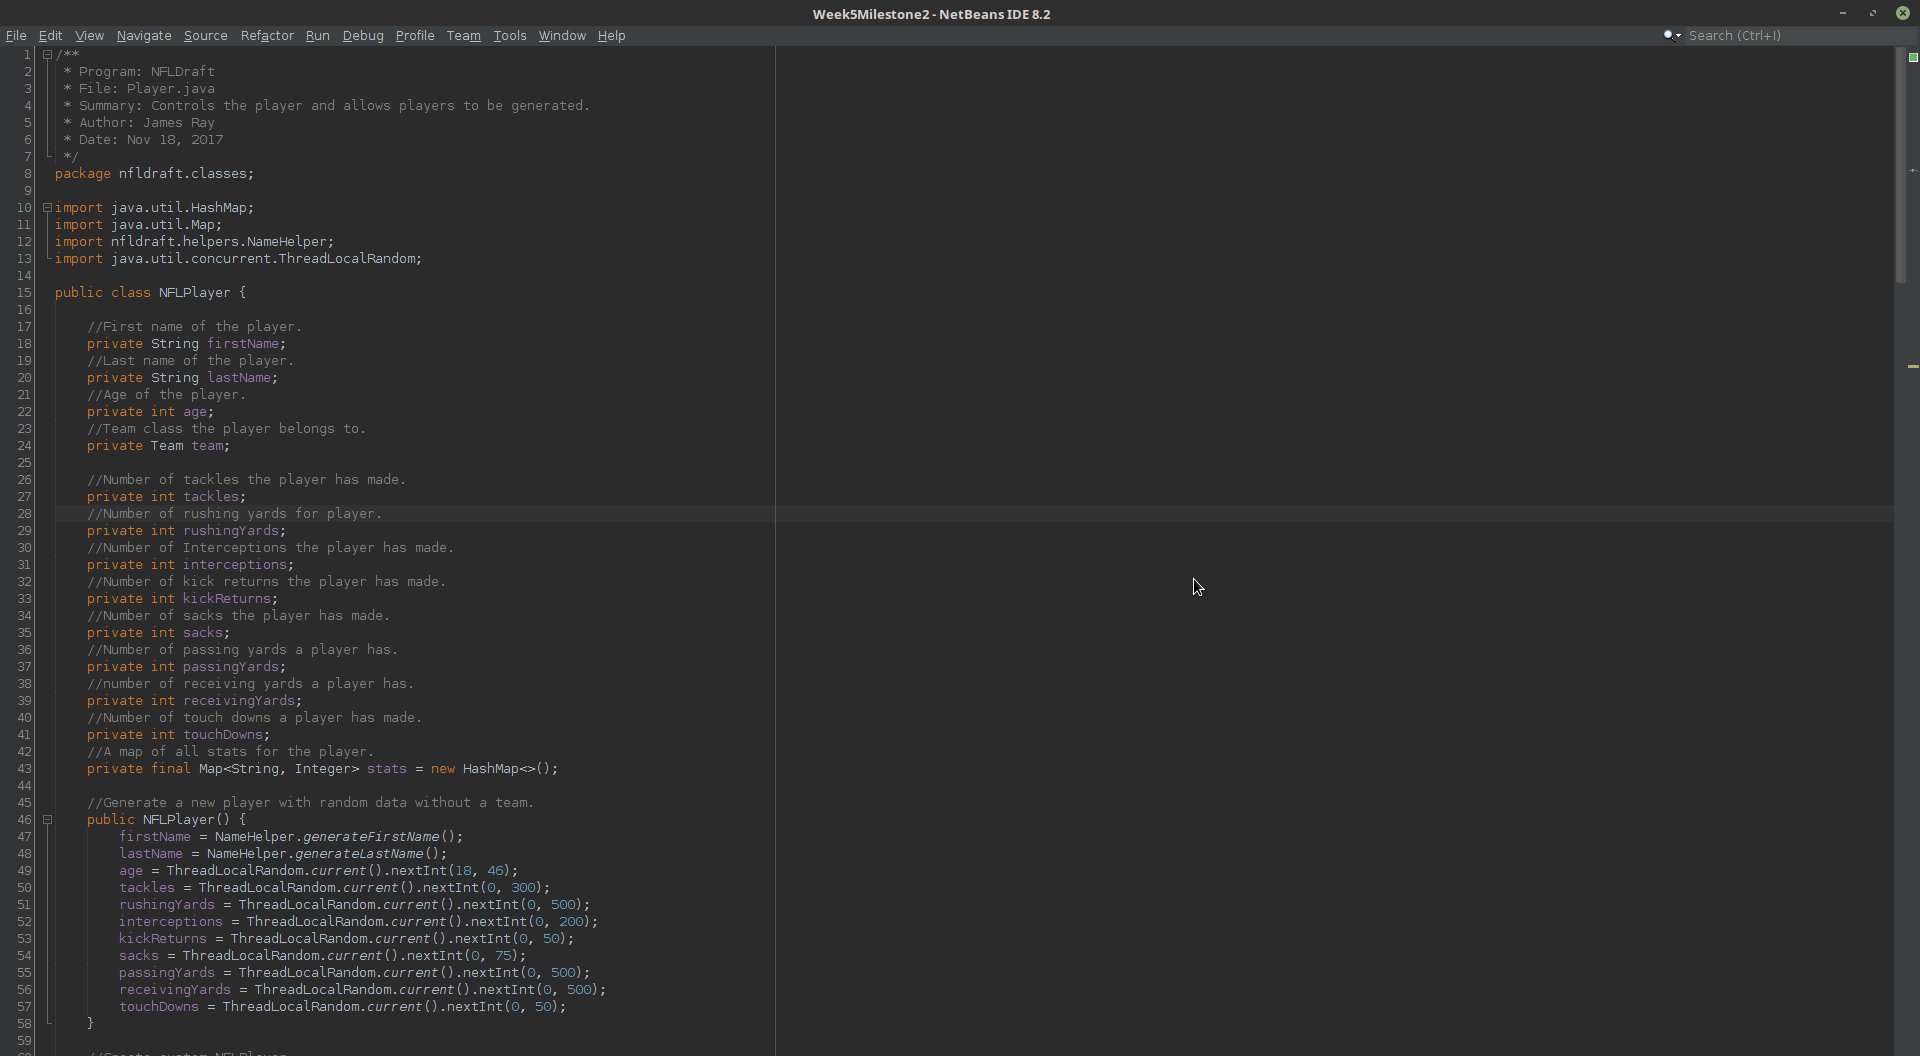 Week5Milestone2 - NetBeans IDE 8.2
File Edit View Navigate Source Refactor Run Debug Profile Team Tools Window Help Search (Ctrl+I)
1 /**
2 * Program: NFLDraft
3 * File: Player.java
4 * Summary: Controls the player and allows players to be generated.
5 * Author: James Ray
6 * Date: Nov 18, 2017
7 */
8 package nfldraft.classes;
9
10 import java.util.HashMap;
11 import java.util.Map;
12 import nfldraft.helpers.NameHelper;
13 import java.util.concurrent.ThreadLocalRandom;
14
15 public class NFLPlayer {
16
17 //First name of the player.
18 private String firstName;
19 //Last name of the player.
20 private String lastName;
21 //Age of the player.
22 private int age;
23 //Team class the player belongs to.
24 private Team team;
25
26 //Number of tackles the player has made.
27 private int tackles;
28 //Number of rushing yards for player.
29 private int rushingYards;
30 //Number of Interceptions the player has made.
31 private int interceptions;
32 //Number of kick returns the player has made.
33 private int kickReturns;
34 //Number of sacks the player has made.
35 private int sacks;
36 //Number of passing yards a player has.
37 private int passingYards;
38 //number of receiving yards a player has.
39 private int receivingYards;
40 //Number of touch downs a player has made.
41 private int touchDowns;
42 //A map of all stats for the player.
43 private final Map<String, Integer> stats = new HashMap<>();
44
45 //Generate a new player with random data without a team.
46 public NFLPlayer() {
47 firstName = NameHelper.generateFirstName();
48 lastName = NameHelper.generateLastName();
49 age = ThreadLocalRandom.current().nextInt(18, 46);
50 tackles = ThreadLocalRandom.current().nextInt(0, 300);
51 rushingYards = ThreadLocalRandom.current().nextInt(0, 500);
52 interceptions = ThreadLocalRandom.current().nextInt(0, 200);
53 kickReturns = ThreadLocalRandom.current().nextInt(0, 50);
54 sacks = ThreadLocalRandom.current().nextInt(0, 75);
55 passingYards = ThreadLocalRandom.current().nextInt(0, 500);
56 receivingYards = ThreadLocalRandom.current().nextInt(0, 500);
57 touchDowns = ThreadLocalRandom.current().nextInt(0, 50);
58 }
59